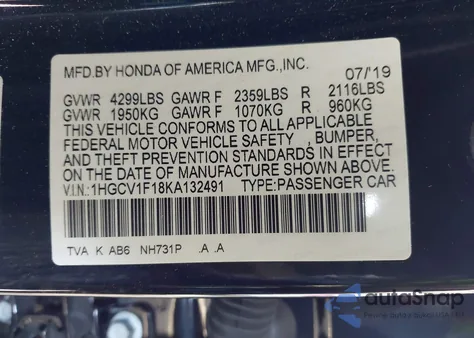 MFD.BY HONDA OF AMERICA MFG.,INC. 07/'19
GVWR 4299LBS GAWR F 2359LBS R 2116LBS
GVWR 1950KG GAWR F 1070KG R 960KG
THIS VEHICLE CONFORMS TO ALL APPLICABLE
FEDERAL MOTOR VEHICLE SAFETY , BUMPER,
AND THEFT PREVENTION STANDARDS IN EFFECT
ON THE DATE OF MANUFACTURE SHOWN ABOVE.
V.I.N.:1HGCV1F18KA132491 TYPE:PASSENGER CAR
TVA K AB6 NH731P .A .A
autoSnap